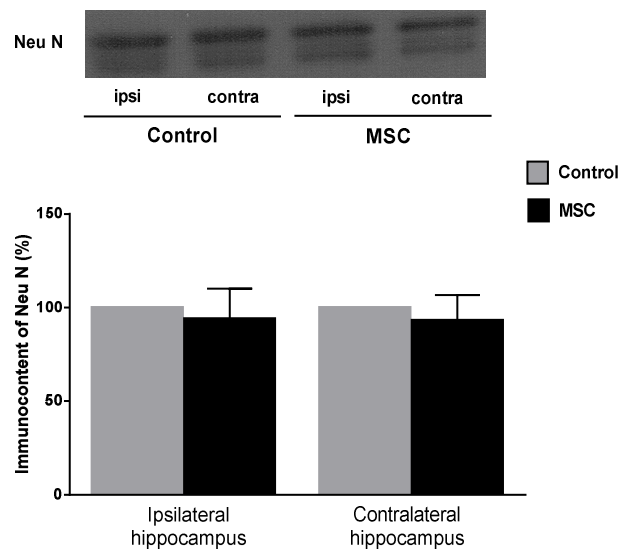 Neu N
ipsi contra ipsi contra
Control MSC
Control
MSC
Immunocontent of Neu N (%)
150
100
50
0
Ipsilateral hippocampus
Contralateral hippocampus